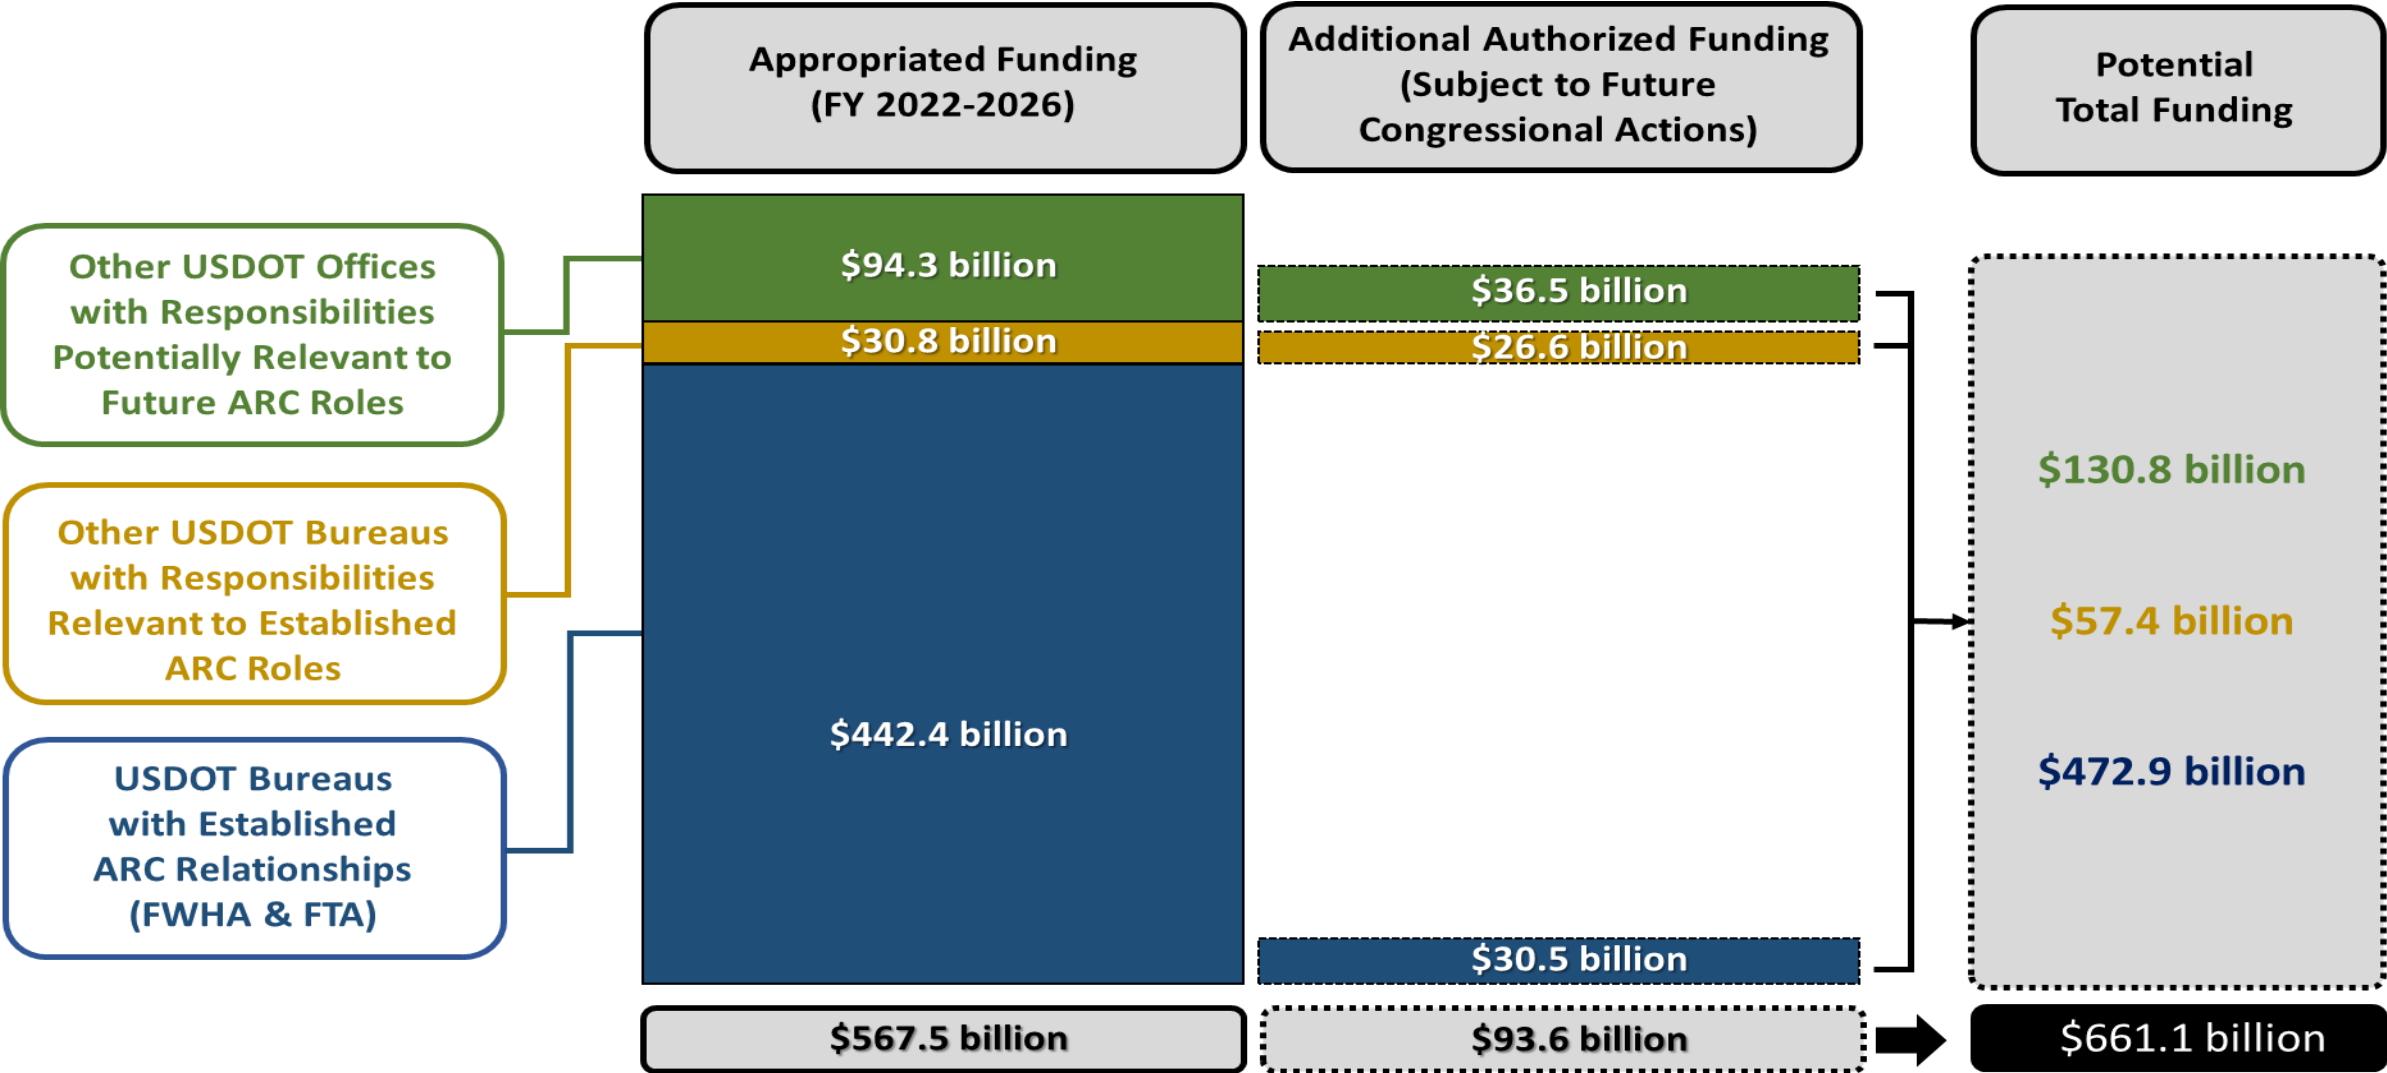 Appropriated Funding
(FY 2022-2026)
Additional Authorized Funding
(Subject to Future
Congressional Actions)
Potential
Total Funding
Other USDOT Offices
with Responsibilities
Potentially Relevant to
Future ARC Roles
Other USDOT Bureaus
with Responsibilities
Relevant to Established
ARC Roles
USDOT Bureaus
with Established
ARC Relationships
(FWHA & FTA)
$94.3 billion
$30.8 billion
$442.4 billion
$36.5 billion
$26.6 billion
$30.5 billion
$130.8 billion
$57.4 billion
$472.9 billion
$567.5 billion
$93.6 billion
$661.1 billion